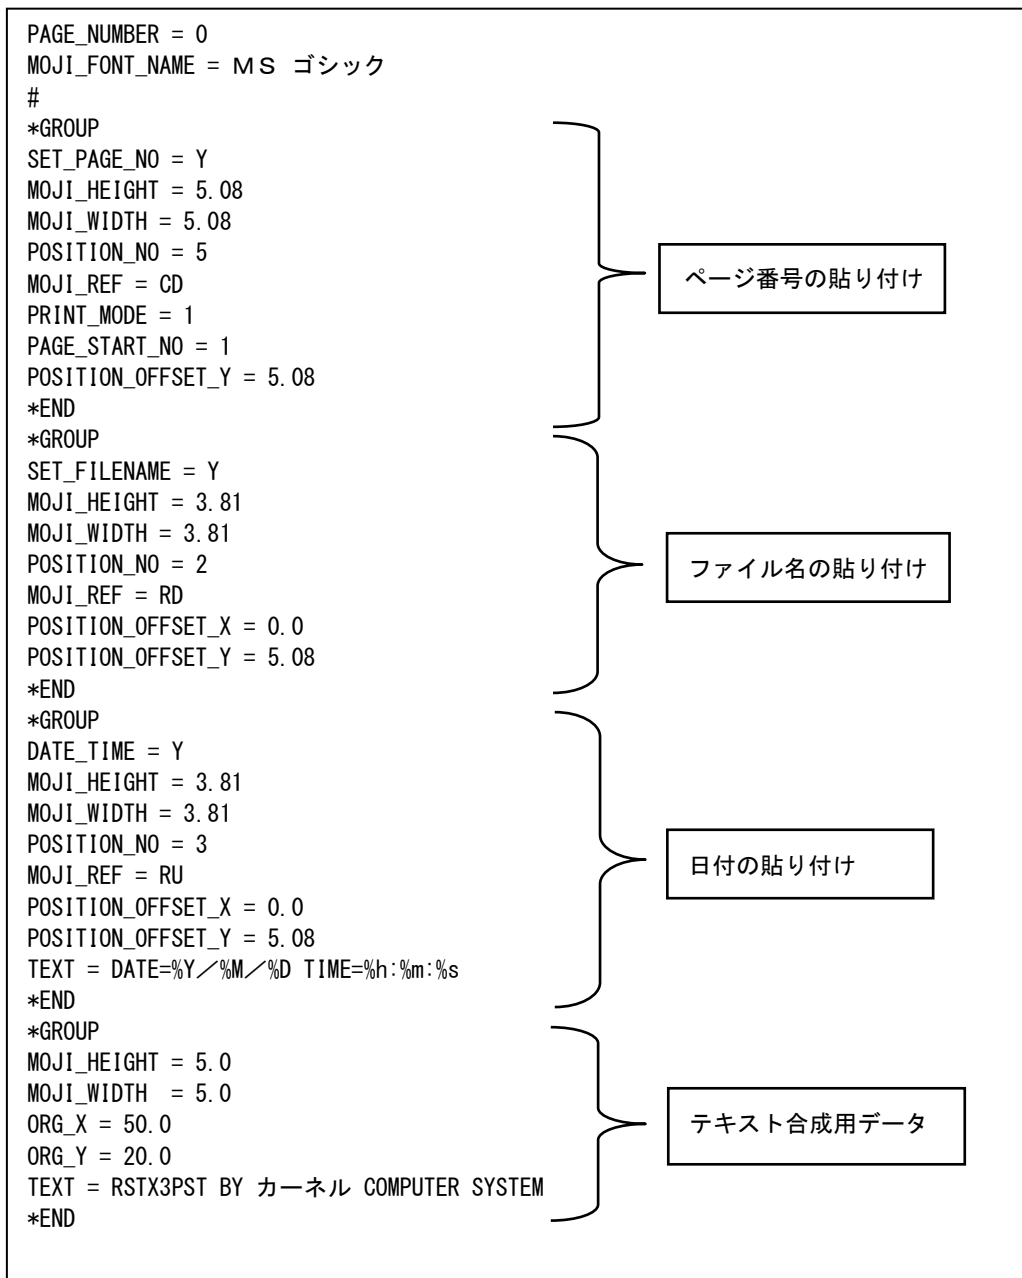 PAGE_NUMBER = 0
MOJI_FONT_NAME = ＭＳ ゴシック
#
*GROUP
SET_PAGE_NO = Y
MOJI_HEIGHT = 5.08
MOJI_WIDTH = 5.08
POSITION_NO = 5
MOJI_REF = CD
PRINT_MODE = 1
PAGE_START_NO = 1
POSITION_OFFSET_Y = 5.08
*END
ページ番号の貼り付け
*GROUP
SET_FILENAME = Y
MOJI_HEIGHT = 3.81
MOJI_WIDTH = 3.81
POSITION_NO = 2
MOJI_REF = RD
POSITION_OFFSET_X = 0.0
POSITION_OFFSET_Y = 5.08
*END
ファイル名の貼り付け
*GROUP
DATE_TIME = Y
MOJI_HEIGHT = 3.81
MOJI_WIDTH = 3.81
POSITION_NO = 3
MOJI_REF = RU
POSITION_OFFSET_X = 0.0
POSITION_OFFSET_Y = 5.08
TEXT = DATE=%Y／%M／%D TIME=%h:%m:%s
*END
日付の貼り付け
*GROUP
MOJI_HEIGHT = 5.0
MOJI_WIDTH  = 5.0
ORG_X = 50.0
ORG_Y = 20.0
TEXT = RSTX3PST BY カーネル COMPUTER SYSTEM
*END
テキスト合成用データ